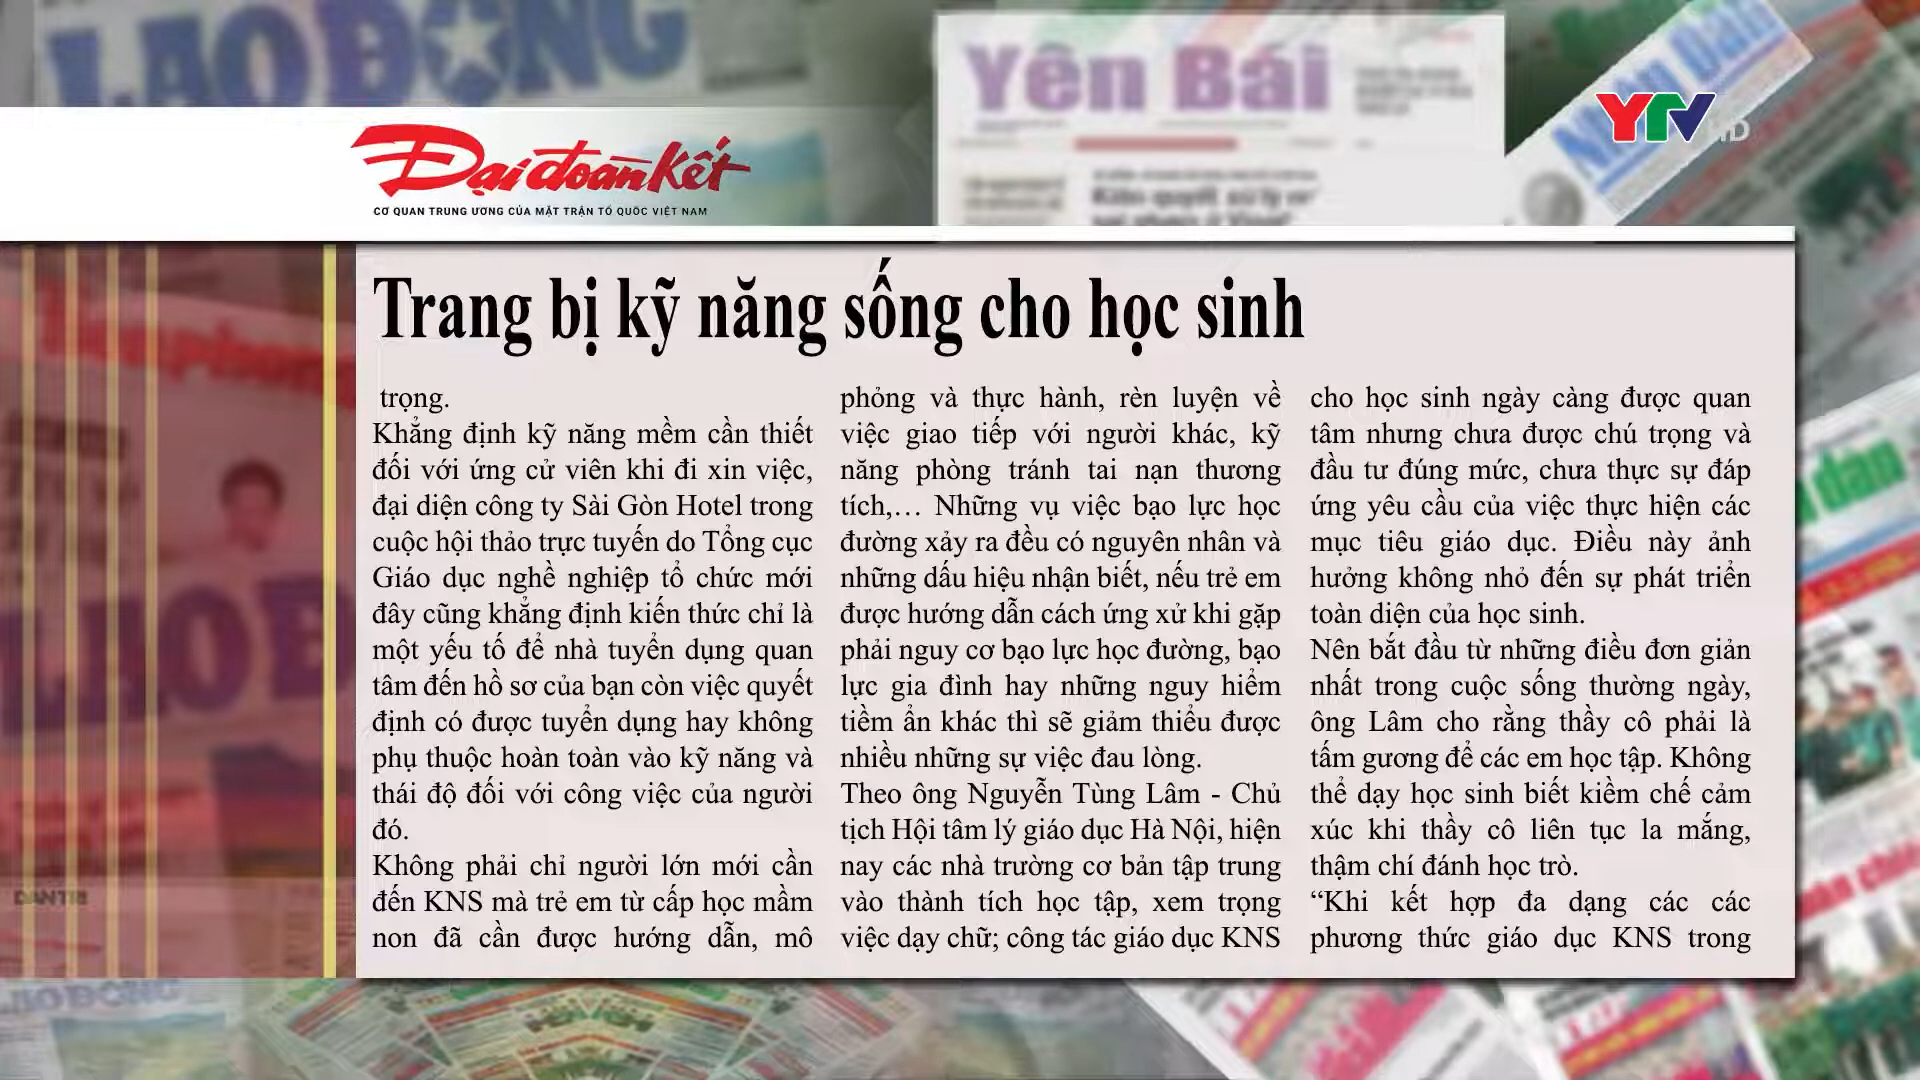 LAO ĐỘNG
Yên Bái
Nhân Dân
YTV HD
Đại đoàn kết
CƠ QUAN TRUNG ƯƠNG CỦA MẶT TRẬN TỔ QUỐC VIỆT NAM
Trang bị kỹ năng sống cho học sinh
trọng.
Khẳng định kỹ năng mềm cần thiết
đối với ứng cử viên khi đi xin việc,
đại diện công ty Sài Gòn Hotel trong
cuộc hội thảo trực tuyến do Tổng cục
Giáo dục nghề nghiệp tổ chức mới
đây cũng khẳng định kiến thức chỉ là
một yếu tố để nhà tuyển dụng quan
tâm đến hồ sơ của bạn còn việc quyết
định có được tuyển dụng hay không
phụ thuộc hoàn toàn vào kỹ năng và
thái độ đối với công việc của người
đó.
Không phải chỉ người lớn mới cần
đến KNS mà trẻ em từ cấp học mầm
non đã cần được hướng dẫn, mô
phỏng và thực hành, rèn luyện về
việc giao tiếp với người khác, kỹ
năng phòng tránh tai nạn thương
tích,… Những vụ việc bạo lực học
đường xảy ra đều có nguyên nhân và
những dấu hiệu nhận biết, nếu trẻ em
được hướng dẫn cách ứng xử khi gặp
phải nguy cơ bạo lực học đường, bạo
lực gia đình hay những nguy hiểm
tiềm ẩn khác thì sẽ giảm thiểu được
nhiều những sự việc đau lòng.
Theo ông Nguyễn Tùng Lâm - Chủ
tịch Hội tâm lý giáo dục Hà Nội, hiện
nay các nhà trường cơ bản tập trung
vào thành tích học tập, xem trọng
việc dạy chữ; công tác giáo dục KNS
cho học sinh ngày càng được quan
tâm nhưng chưa được chú trọng và
đầu tư đúng mức, chưa thực sự đáp
ứng yêu cầu của việc thực hiện các
mục tiêu giáo dục. Điều này ảnh
hưởng không nhỏ đến sự phát triển
toàn diện của học sinh.
Nên bắt đầu từ những điều đơn giản
nhất trong cuộc sống thường ngày,
ông Lâm cho rằng thầy cô phải là
tấm gương để các em học tập. Không
thể dạy học sinh biết kiềm chế cảm
xúc khi thầy cô liên tục la mắng,
thậm chí đánh học trò.
“Khi kết hợp đa dạng các các
phương thức giáo dục KNS trong
DANTRI
LAO ĐỘNG